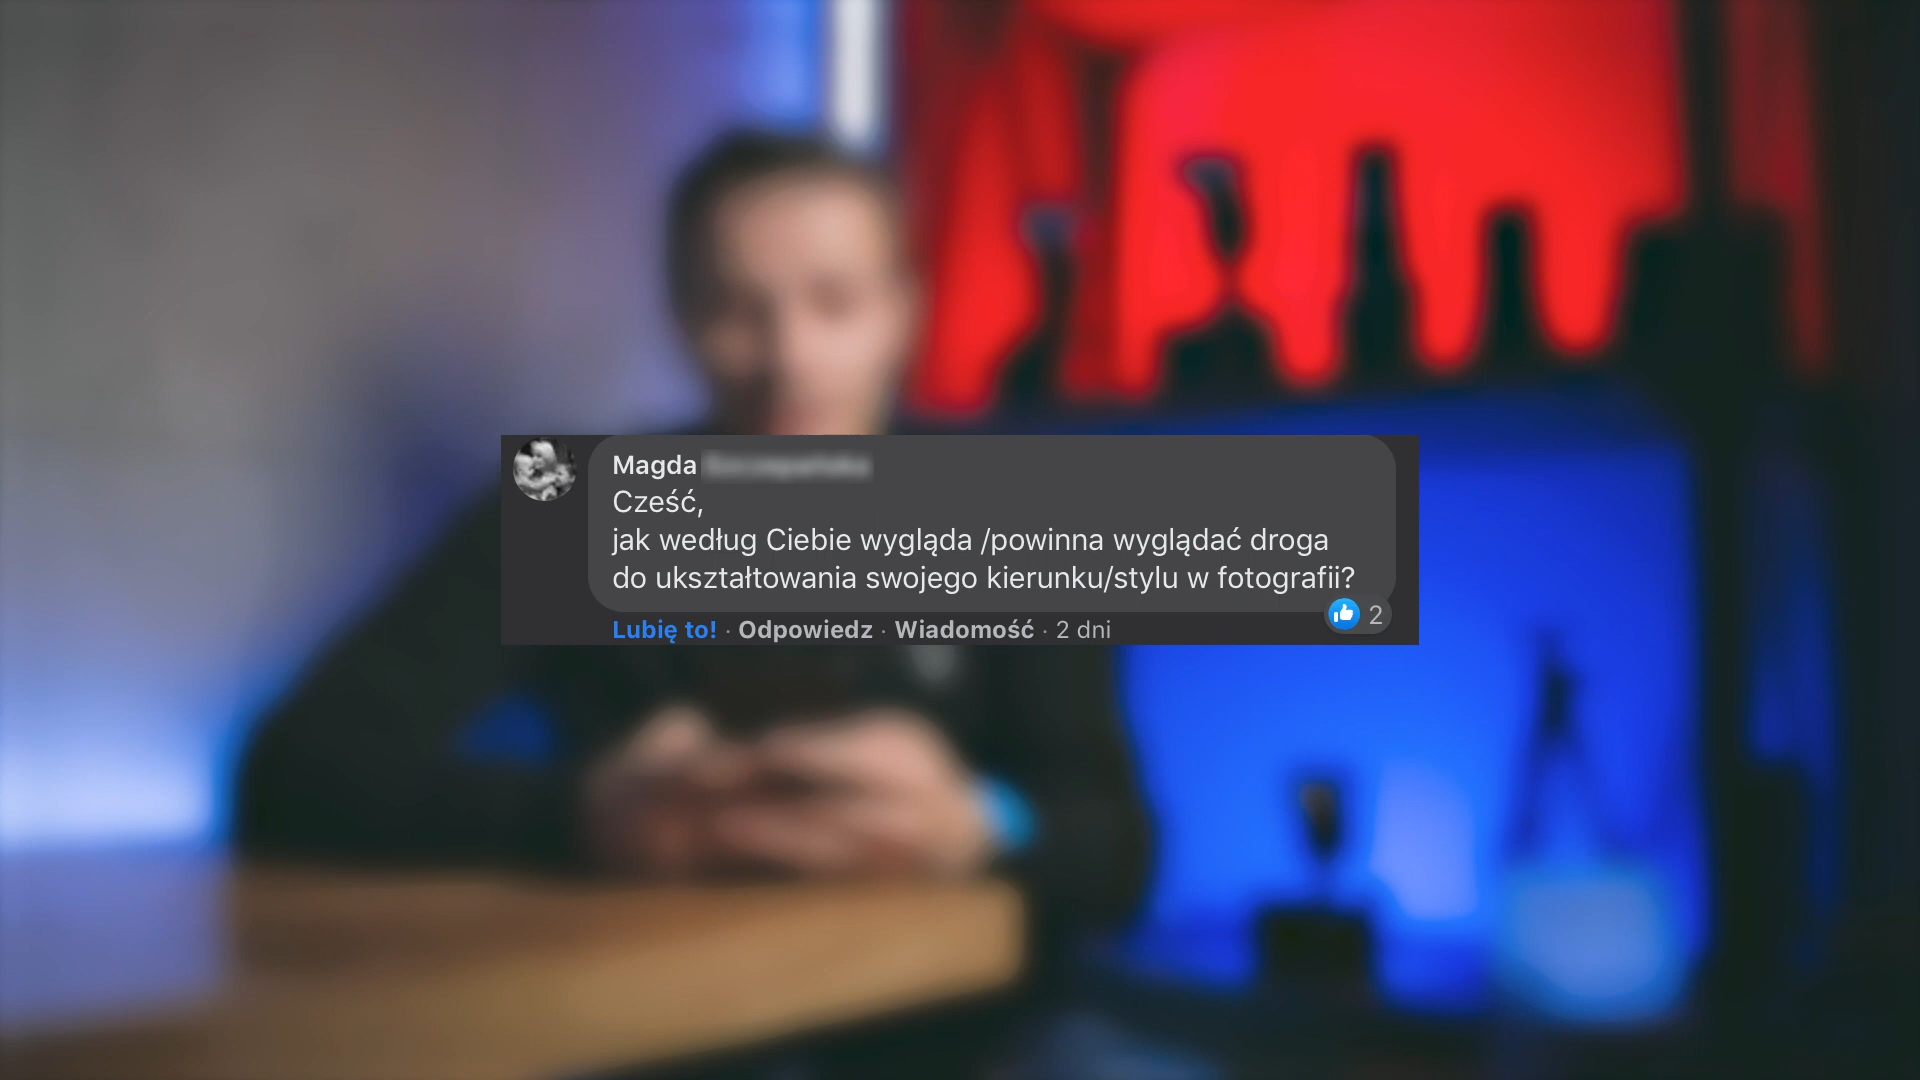 Magda
Cześć,
jak według Ciebie wygląda /powinna wyglądać droga
do ukształtowania swojego kierunku/stylu w fotografii?
2
Lubię to! · Odpowiedz · Wiadomość · 2 dni